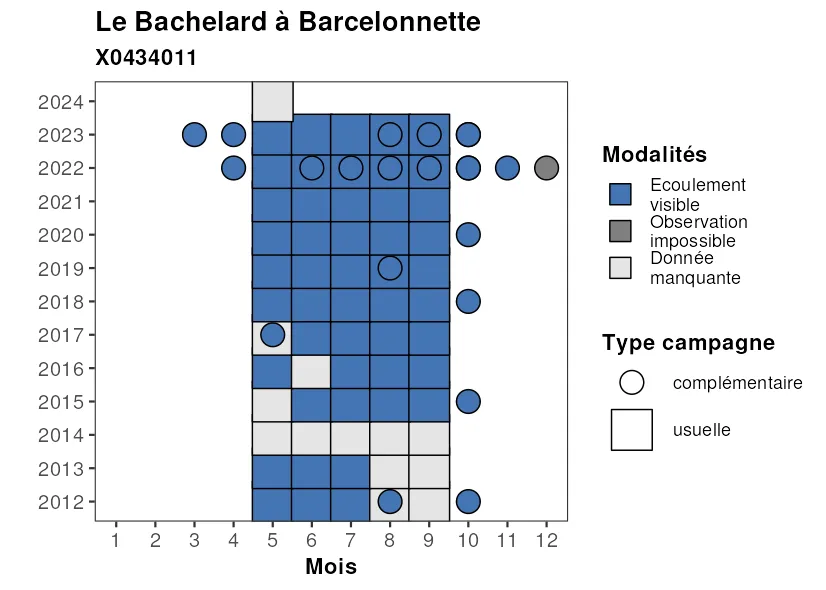 Le Bachelard à Barcelonnette
X0434011
2024
2023
2022
2021
2020
2019
2018
2017
2016
2015
2014
2013
2012
1 2 3 4 5 6 7 8 9 10 11 12
Mois
Modalités
Ecoulement
visible
Observation
impossible
Donnée
manquante
Type campagne
complémentaire
usuelle